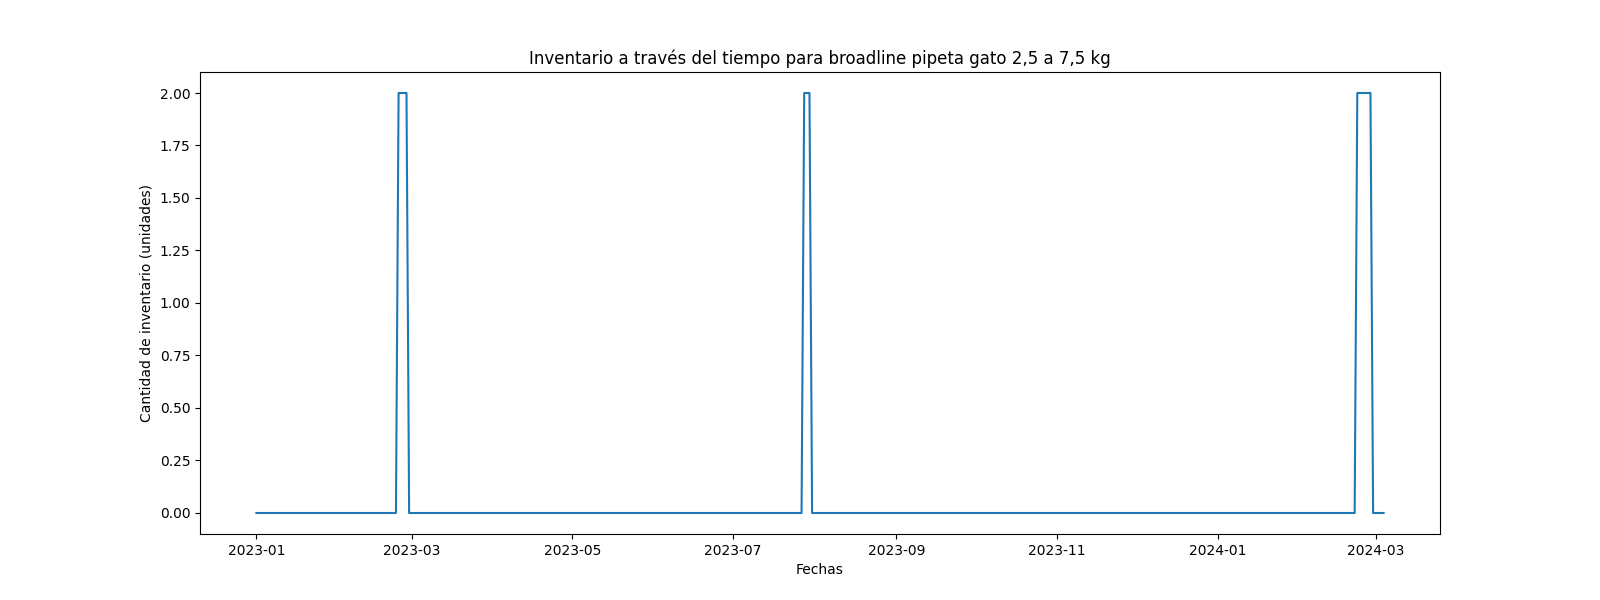 Inventario a través del tiempo para broadline pipeta gato 2,5 a 7,5 kg
Cantidad de inventario (unidades)
2.00
1.75
1.50
1.25
1.00
0.75
0.50
0.25
0.00
2023-01 2023-03 2023-05 2023-07 2023-09 2023-11 2024-01 2024-03
Fechas